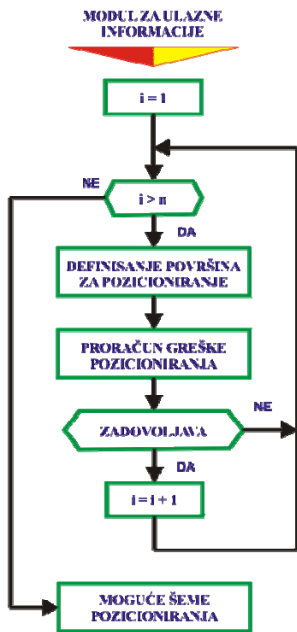 MODUL ZA ULAZNE
INFORMACIJE
i = 1
NE
i > n
DA
DEFINISANJE POVRŠINA
ZA POZICIONIRANJE
PRORAČUN GREŠKE
POZICIONIRANJA
ZADOVOLJAVA
NE
DA
i = i + 1
MOGUĆE ŠEME
POZICIONIRANJA